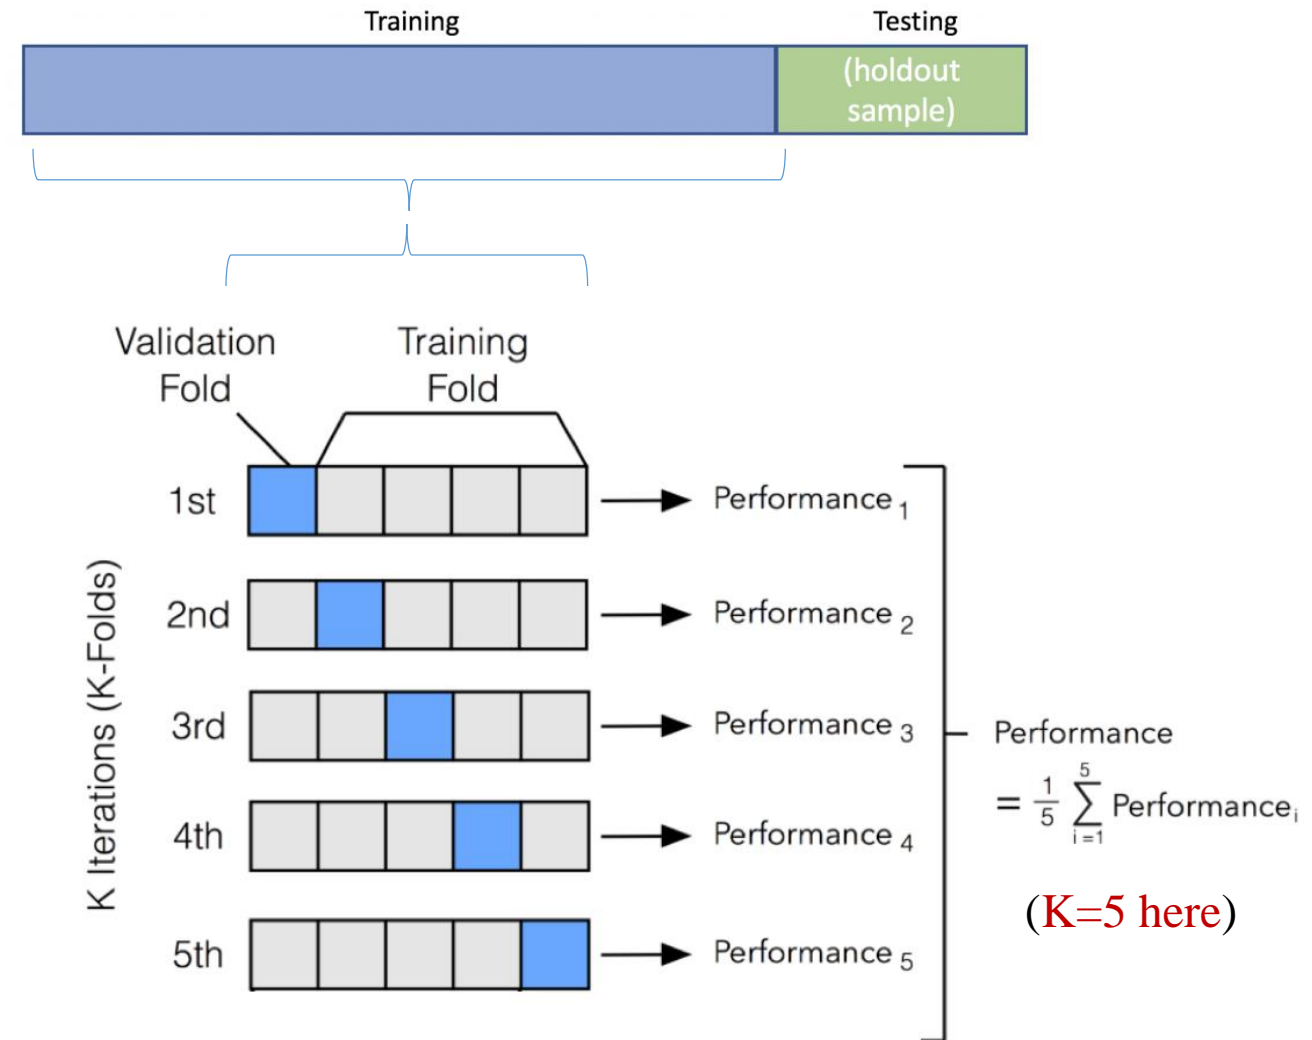 Training
Testing
(holdout
sample)
Validation
Fold
Training
Fold
K Iterations (K-Folds)
1st
Performance 1
2nd
Performance 2
3rd
Performance 3
4th
Performance 4
5th
Performance 5
Performance
= 1/5 5∑i=1 Performancei
(K=5 here)